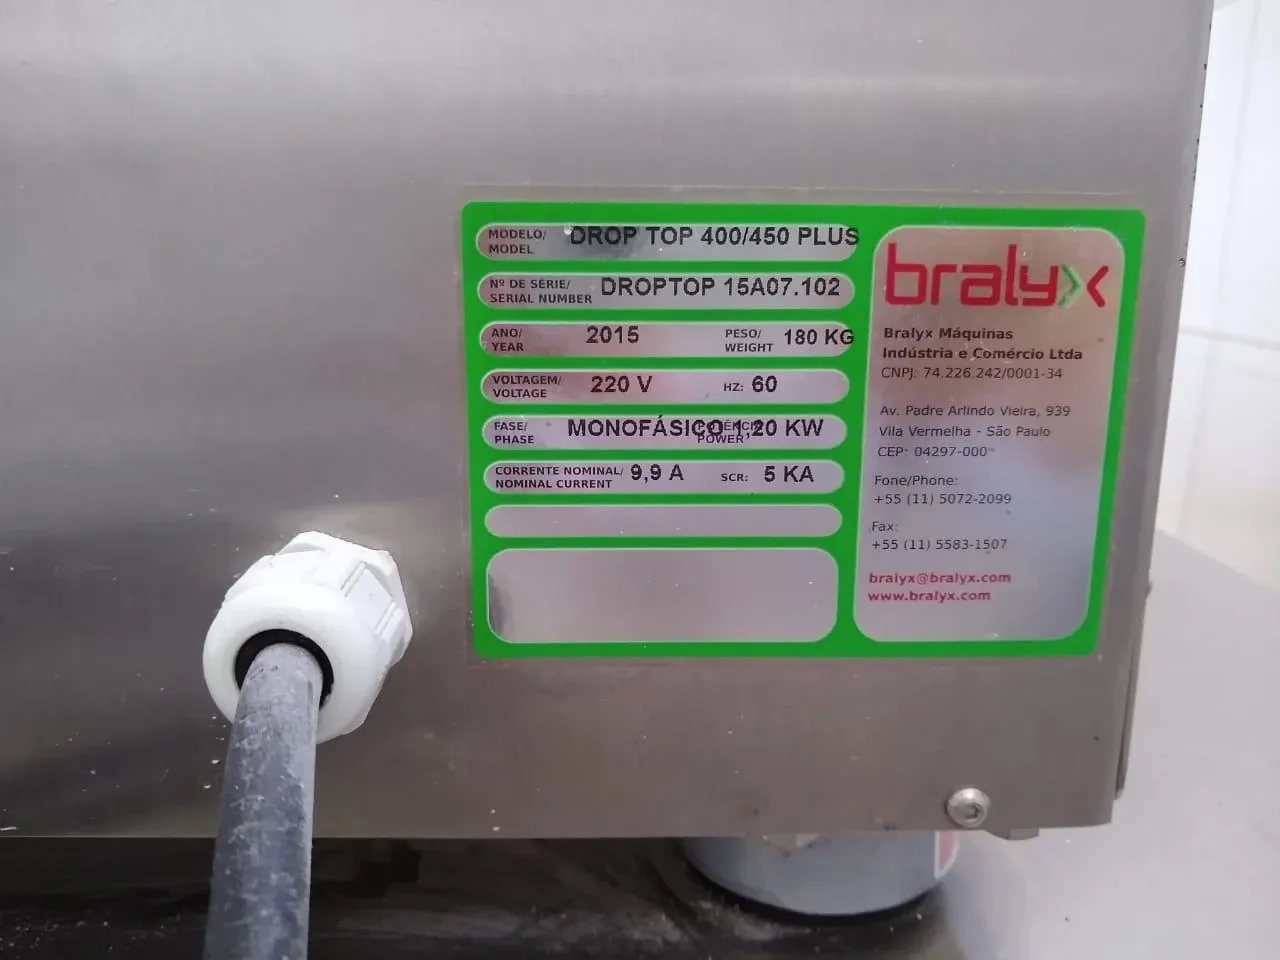 MODELO/ MODEL DROP TOP 400/450 PLUS
Nº DE SÉRIE/ SERIAL NUMBER DROPTOP 15A07.102
ANO/ YEAR 2015 PESO/ WEIGHT 180 KG
VOLTAGEM/ VOLTAGE 220 V HZ: 60
FASE/ PHASE MONOFÁSICO POTÊNCIA/ POWER 1,20 KW
CORRENTE NOMINAL/ NOMINAL CURRENT 9,9 A SCR: 5 KA
bralyx
Bralyx Máquinas
Indústria e Comércio Ltda
CNPJ: 74.226.242/0001-34
Av. Padre Arlindo Vieira, 939
Vila Vermelha - São Paulo
CEP: 04297-000
Fone/Phone:
+55 (11) 5072-2099
Fax:
+55 (11) 5583-1507
bralyx@bralyx.com
www.bralyx.com